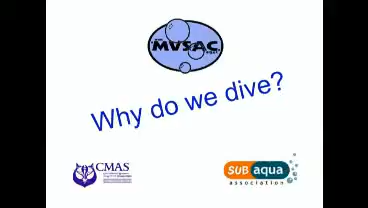 MVSAC
Why do we dive?
CMAS
SUB aqua
association